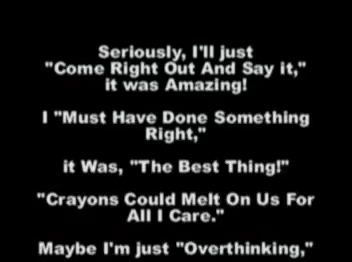 Seriously, I'll just
"Come Right Out And Say it,"
it was Amazing!
I "Must Have Done Something
Right,"
it Was, "The Best Thing!"
"Crayons Could Melt On Us For
All I Care."
Maybe I'm just "Overthinking,"